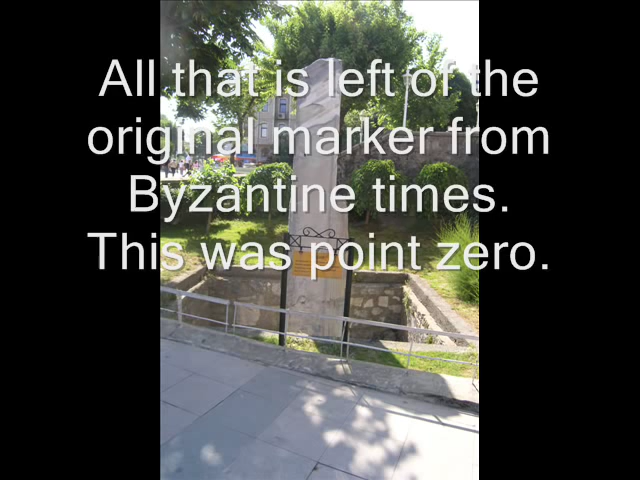 All that is left of the
original marker from
Byzantine times.
This was point zero.